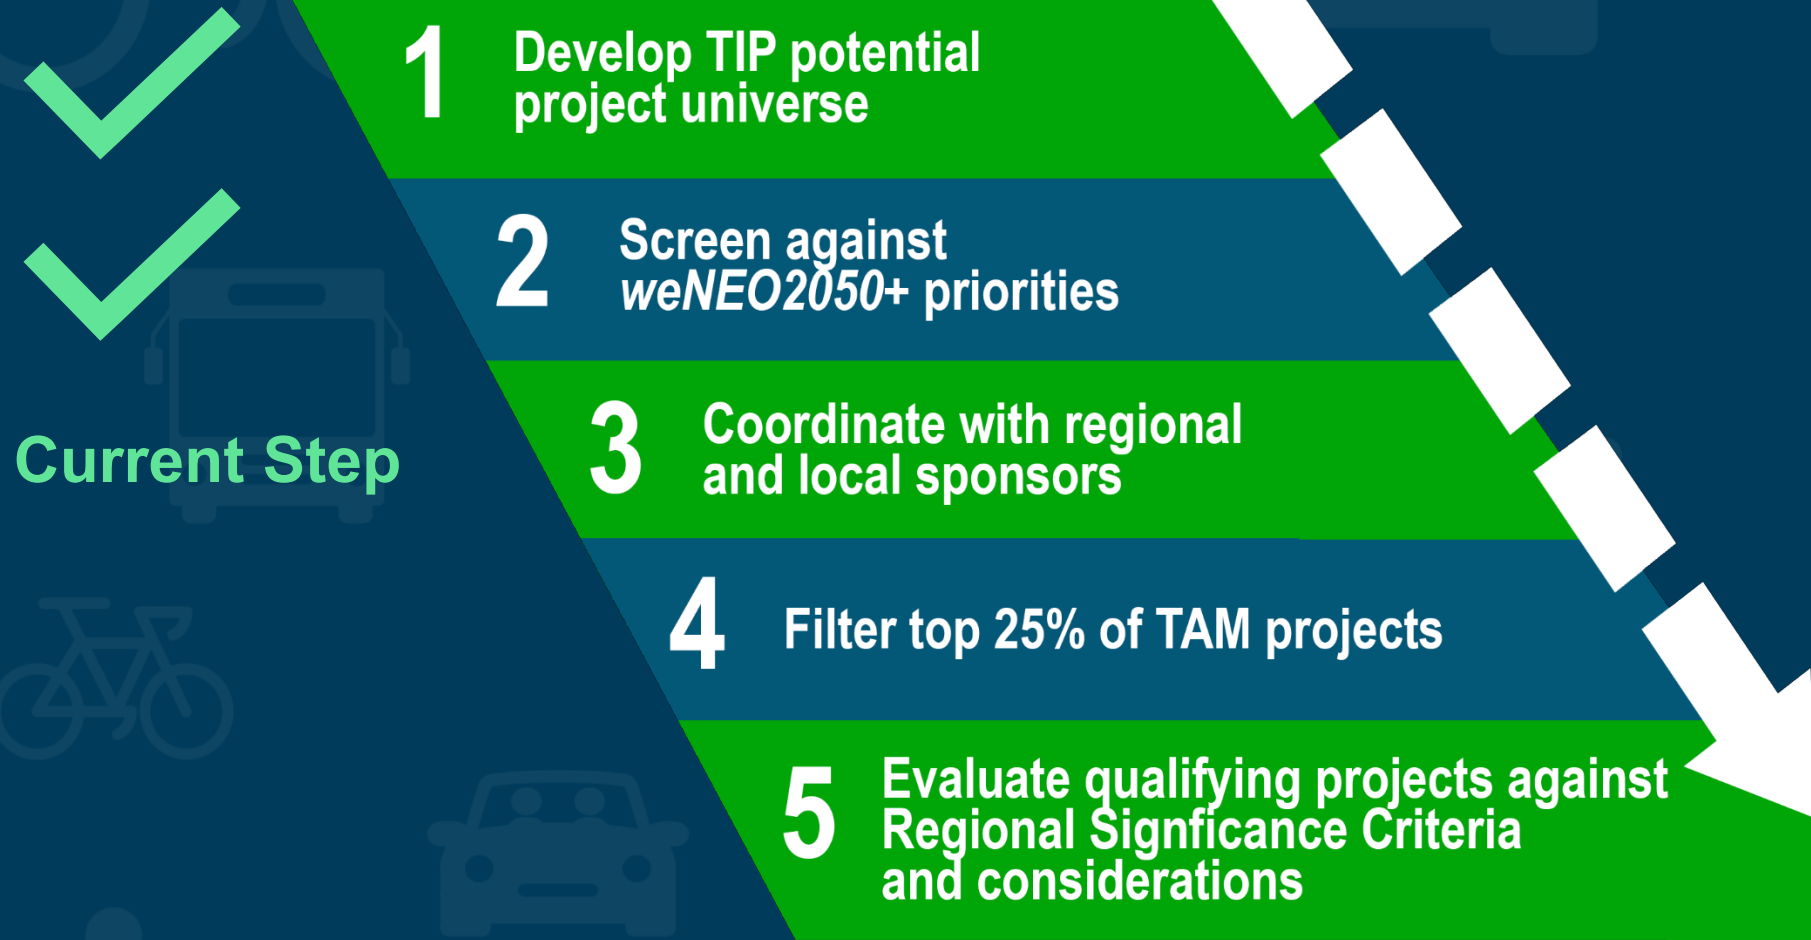 1
Develop TIP potential
project universe
2
Screen against
weNEO2050+ priorities
Current Step
3
Coordinate with regional
and local sponsors
4
Filter top 25% of TAM projects
5
Evaluate qualifying projects against
Regional Signficance Criteria
and considerations